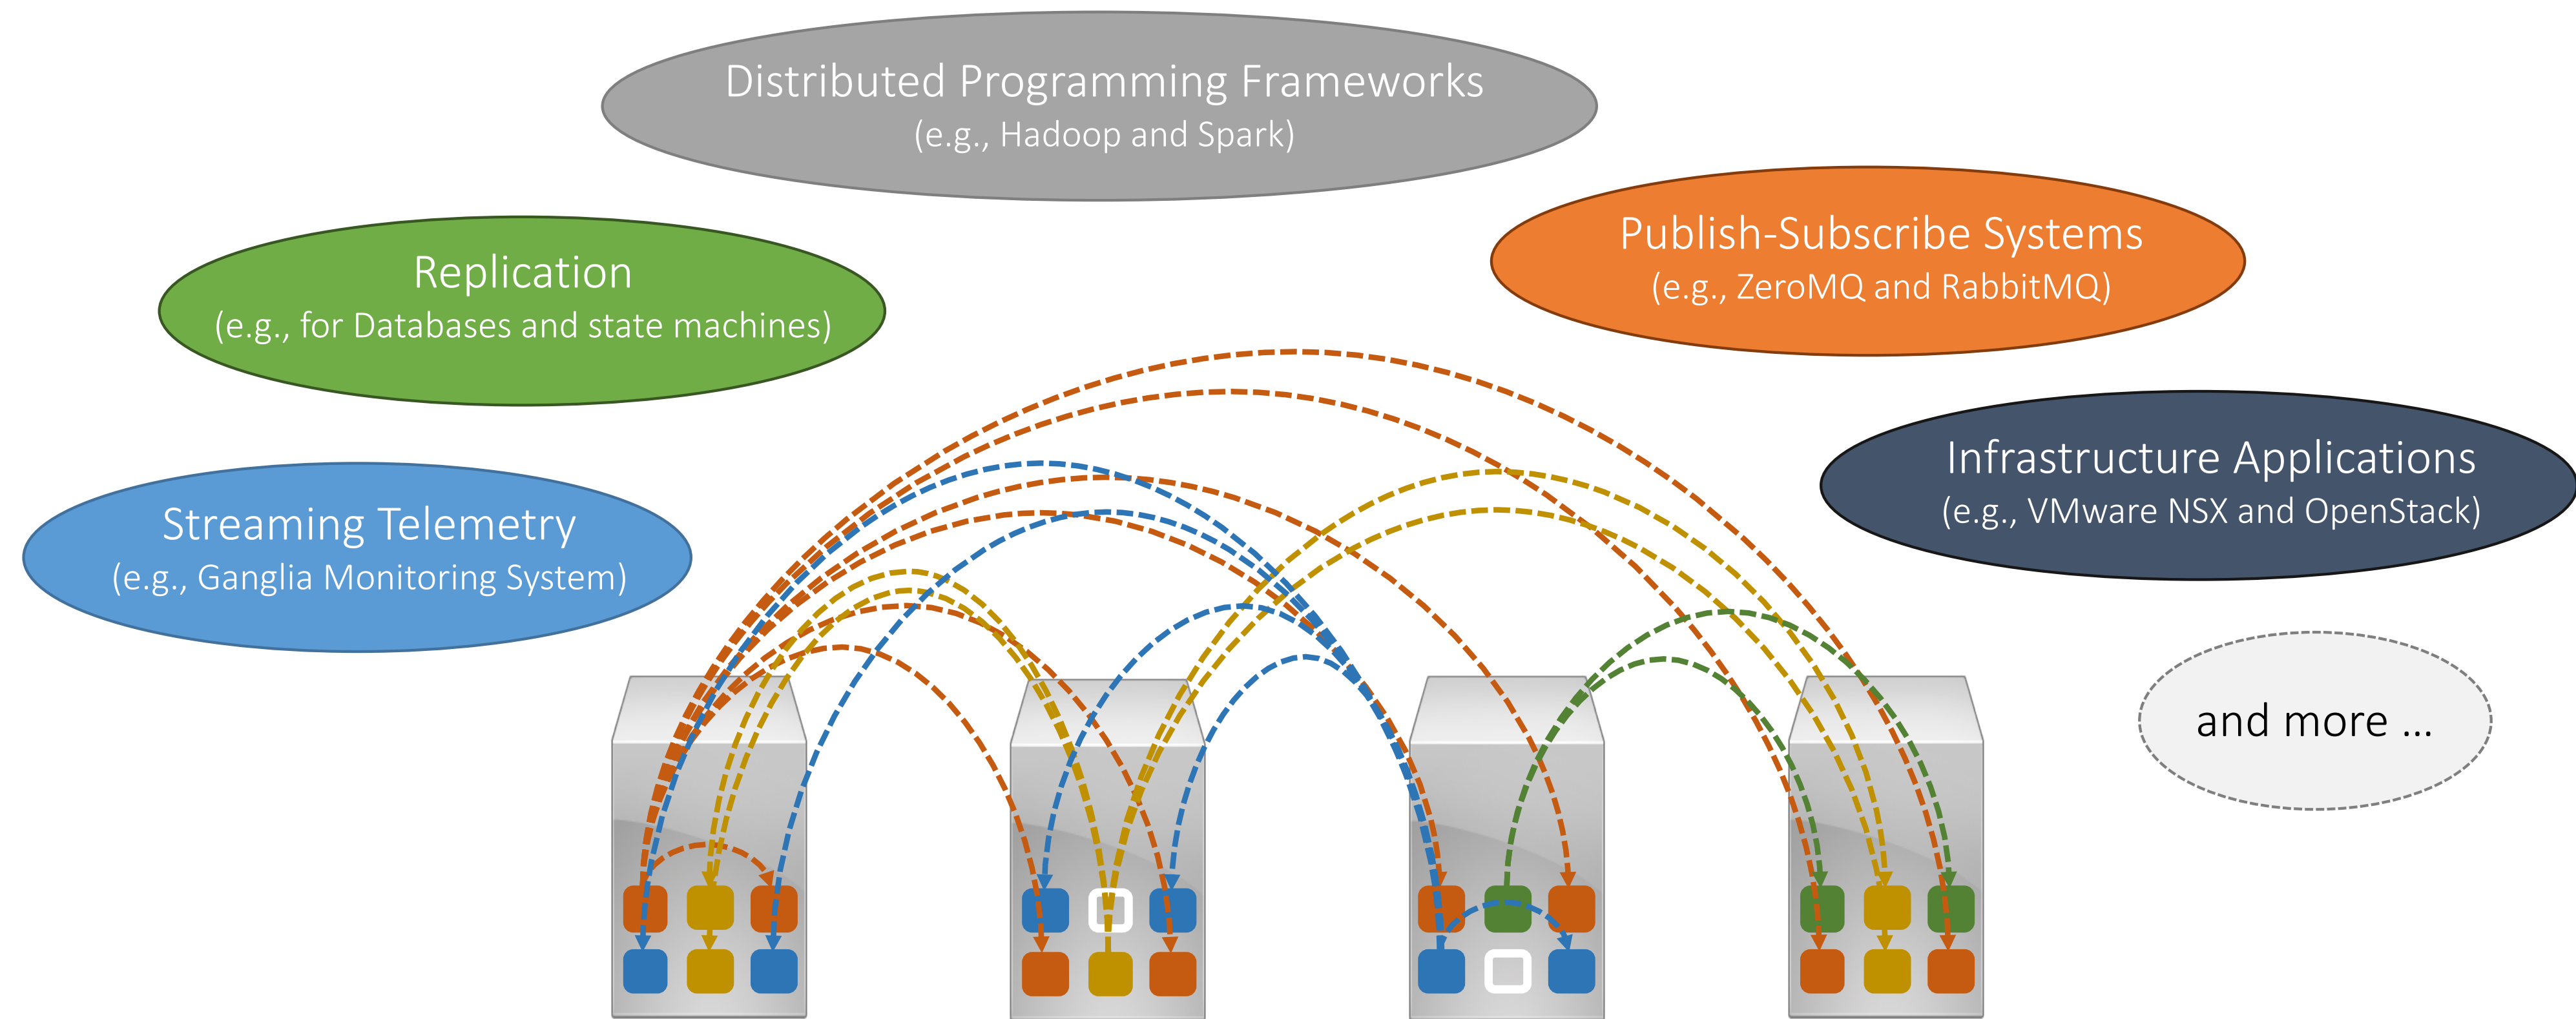 Distributed Programming Frameworks
(e.g., Hadoop and Spark)
Publish-Subscribe Systems
(e.g., ZeroMQ and RabbitMQ)
Replication
(e.g., for Databases and state machines)
Infrastructure Applications
(e.g., VMware NSX and OpenStack)
Streaming Telemetry
(e.g., Ganglia Monitoring System)
and more ...